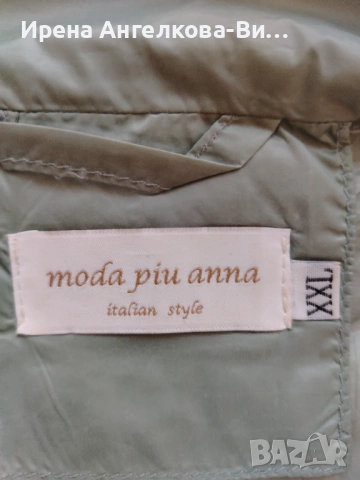 Ирена Ангелкова-Ви...
moda piu anna
italian style
XXL
BAZAR